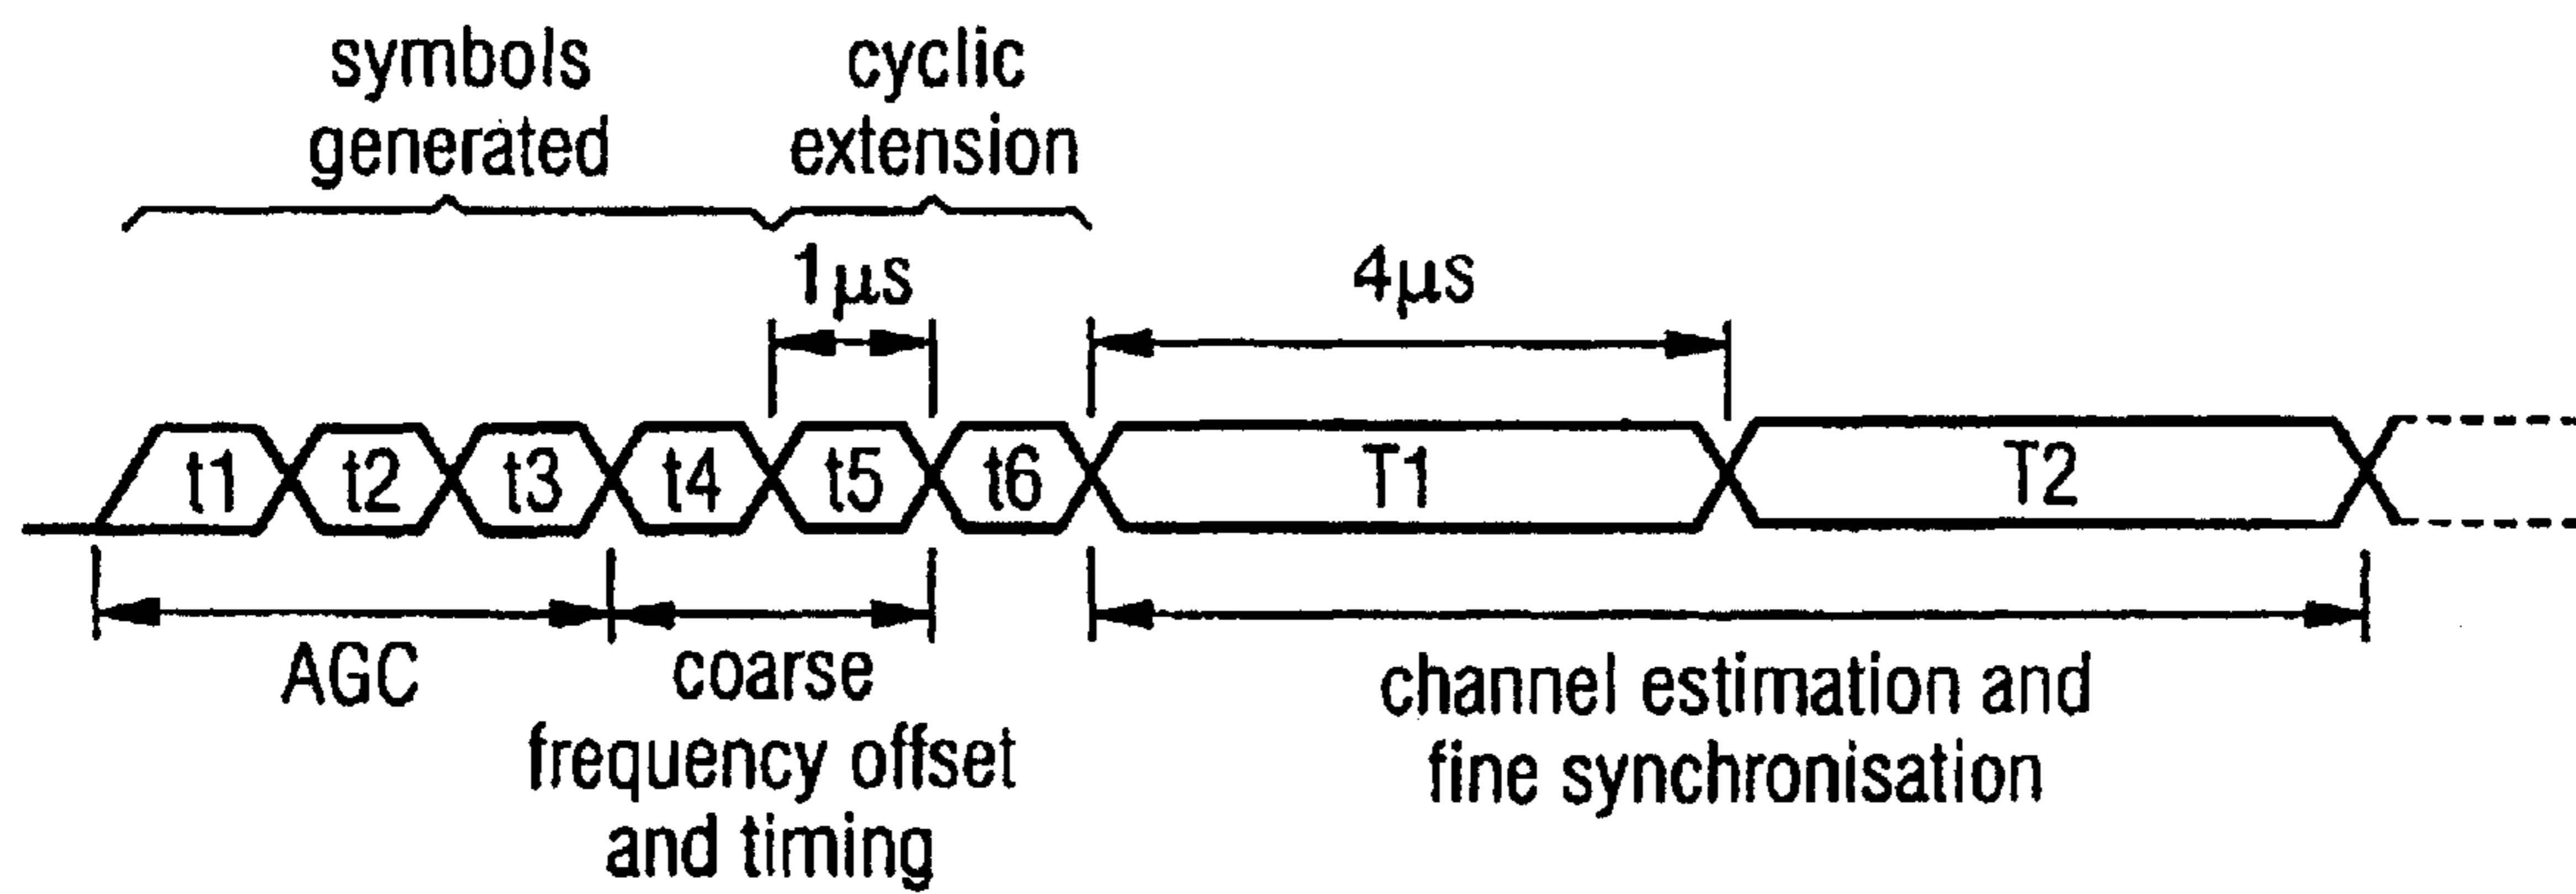 symbols
generated
cyclic
extension
1µs
4µs
t1 t2 t3 t4 t5 t6 T1 T2
AGC
coarse
frequency offset
and timing
channel estimation and
fine synchronisation